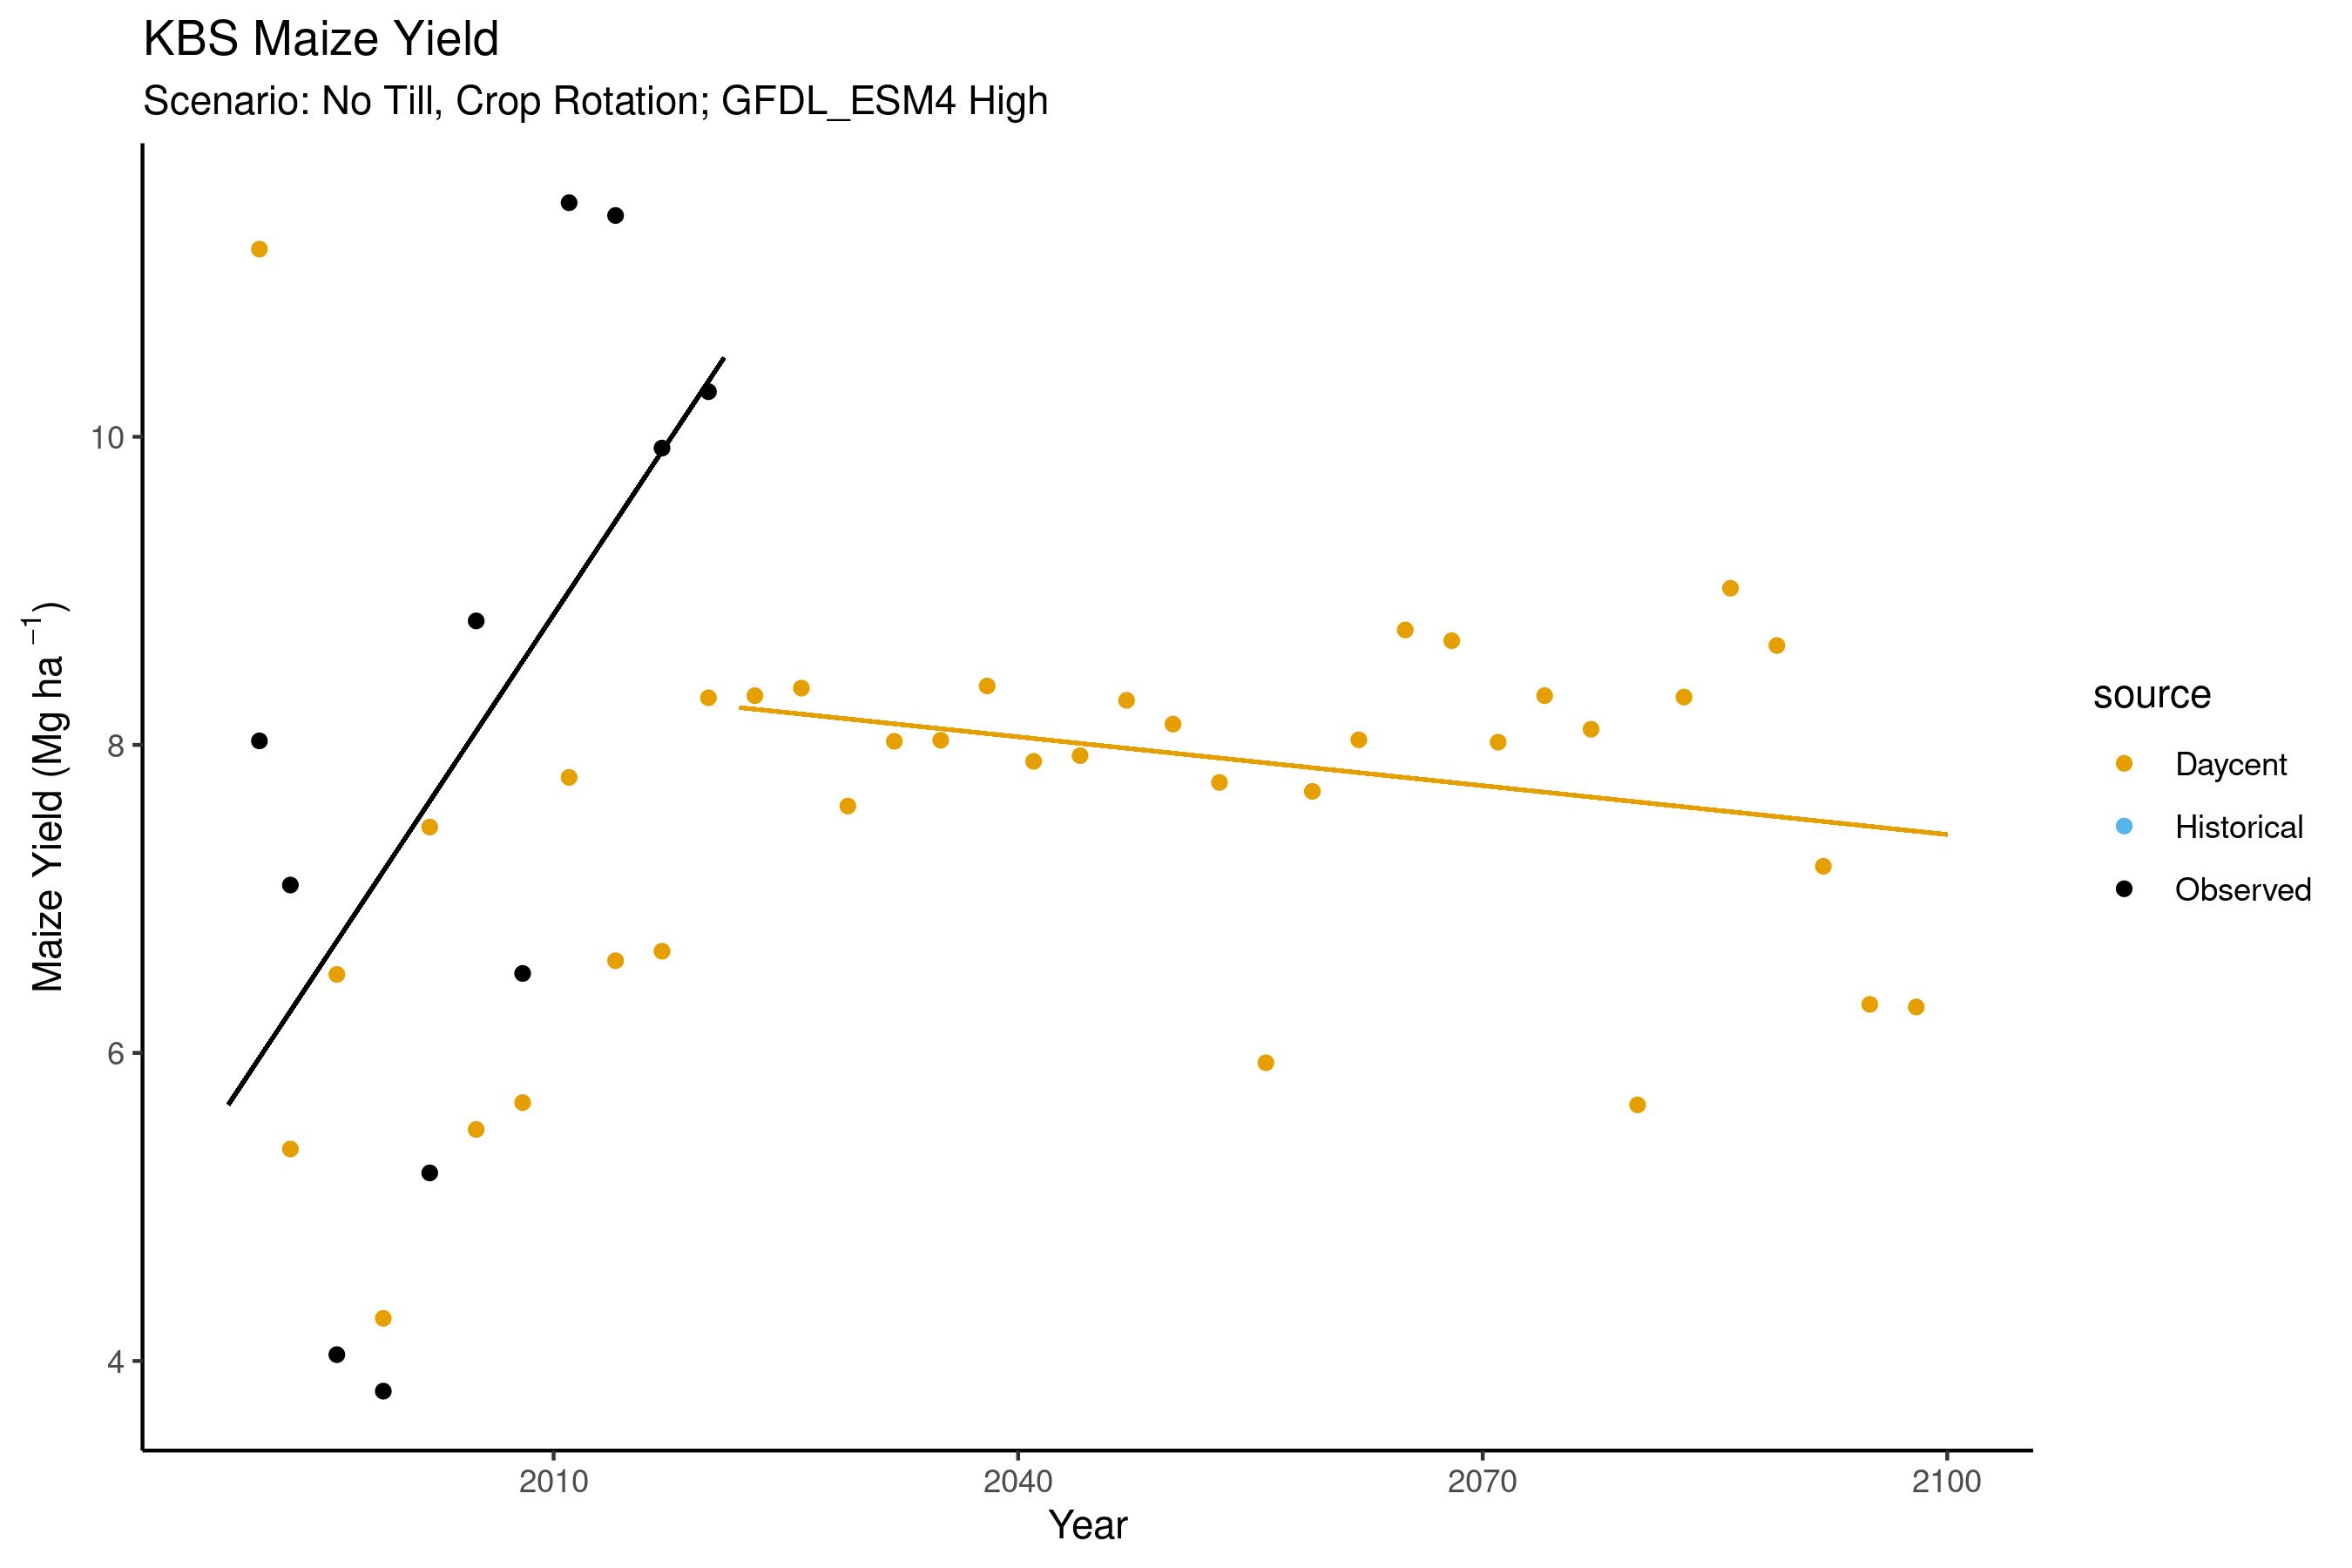 KBS Maize Yield
Scenario: No Till, Crop Rotation; GFDL_ESM4 High
Maize Yield (Mg ha −1)
10
8
6
4
2010
2040
2070
2100
Year
source
Daycent
Historical
Observed